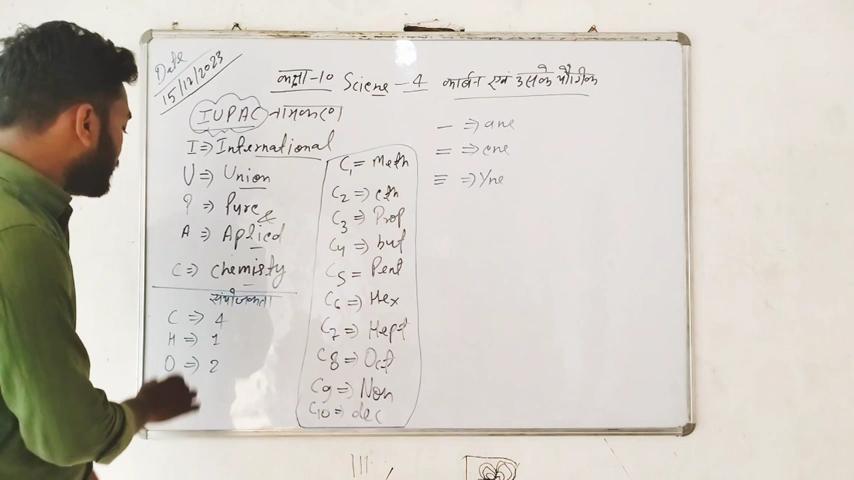 Date
15/12/2023
कक्षा-10 Sciene-4 कार्बन एवं उसके यौगीक
IUPAC नामकरण
I => International
U => Union
P => Pure &
A => Aplied
C => chemisty
संयोजकता
C => 4
H => 1
O => 2
C1 = Meth
C2 => eth
C3 => Prop
C4 => but
C5 = Pent
C6 => Hex
C7 => Hept
C8 => Oct
C9 => Non
C10 => dec
— => ane
= => ene
≡ => Yne